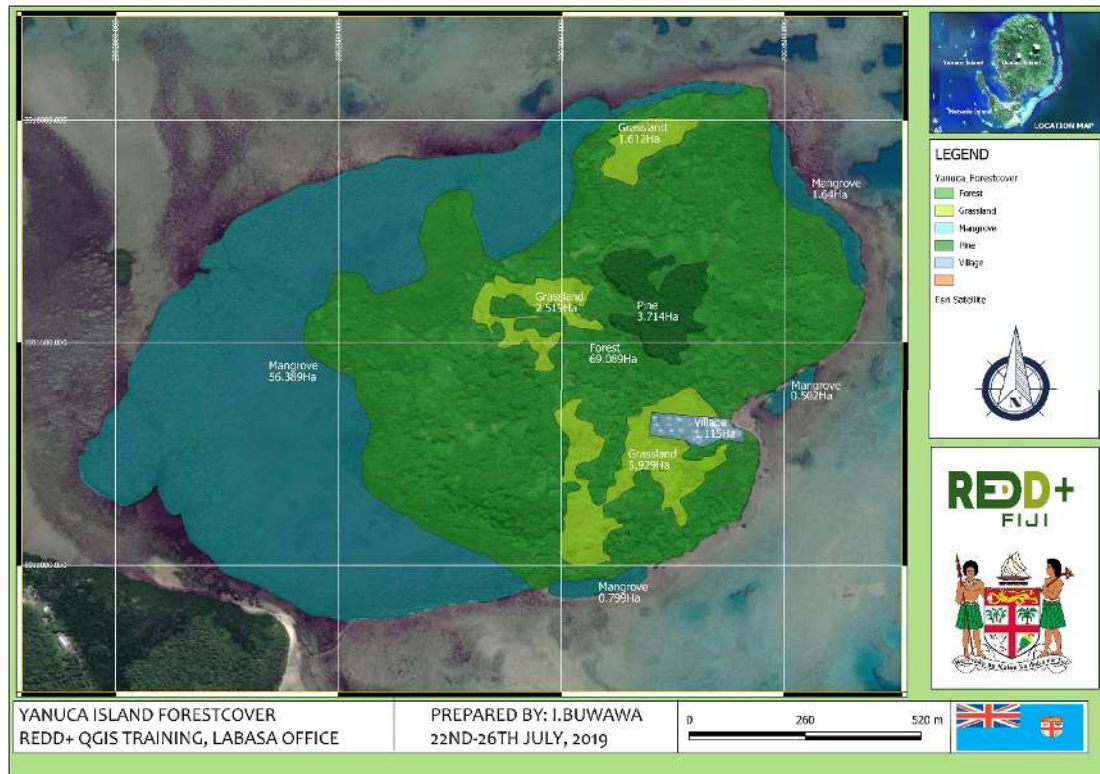 Grassland
1.612Ha
Mangrove
1.64Ha
Grassland
2.519Ha
Pine
3.714Ha
Forest
69.089Ha
Mangrove
56.389Ha
Mangrove
0.502Ha
Village
1.115Ha
Grassland
5.929Ha
Mangrove
0.799Ha
Yanuca Island
LOCATION MAP
LEGEND
Yanuca_Forestcover
Forest
Grassland
Mangrove
Pine
Village
Esri Satellite
N
REDD+
FIJI
YANUCA ISLAND FORESTCOVER
REDD+ QGIS TRAINING, LABASA OFFICE
PREPARED BY: I.BUWAWA
22ND-26TH JULY, 2019
0 260 520 m